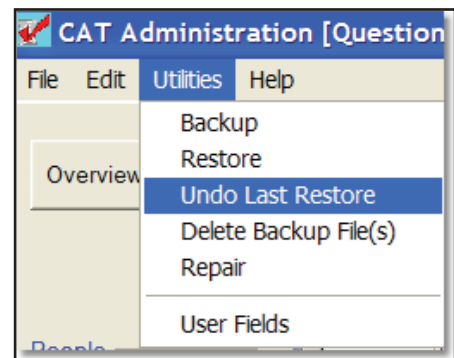 CAT Administration [Question
File Edit Utilities Help
Backup
Restore
Overview
Undo Last Restore
Delete Backup File(s)
Repair
User Fields
People